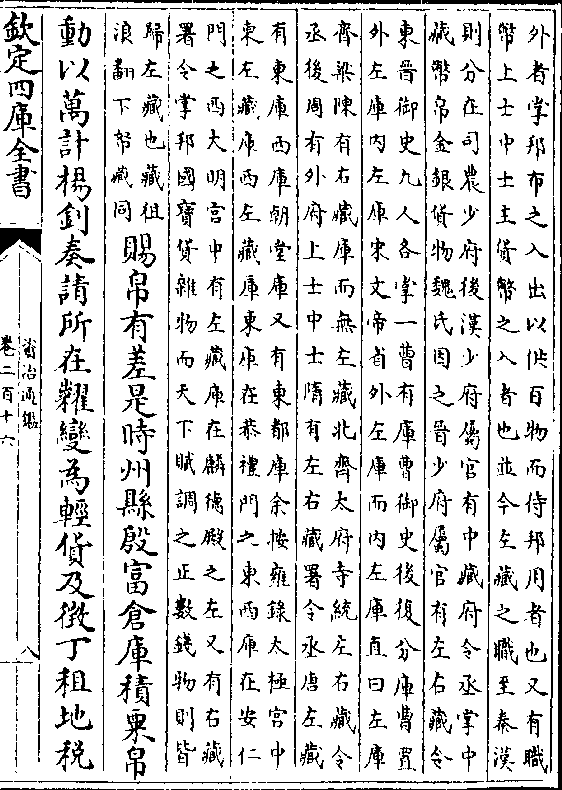 外者掌邦布之入出以供百物而待邦用者也又有職
幣上士中士主貨幣之入者也並今左藏之職至秦漢
則分在司農少府後漢少府屬官有中藏府令丞掌中
藏幣帛金銀貨物魏氏因之晉少府屬官有左右藏令
東晉御史九人各掌一曹有庫曹御史後復分庫曹置
外左庫内左庫宋文帝省外左庫而内左庫直曰左庫
齊梁陳有右藏庫而無左藏北齊太府寺統左右藏令
丞後周有外府上士中士隋有左右藏署令丞唐左藏
有東庫西庫朝堂庫又有東都庫余按雍錄太極宮中
東左藏庫西左藏庫東庫在恭禮門之東西庫在安仁
門之西大明宮中有左藏庫在麟德殿之左又有右藏
署令掌邦國寶貨雜物而天下賦調之正數錢物則皆
歸左藏也藏徂
浪翻下帑藏同
賜帛有差是時州縣殷富倉庫積粟帛
動以萬計楊釗奏請所在糶變為輕貨及徴丁租地税
欽定四庫全書
資治通鑑
卷二百十六
八